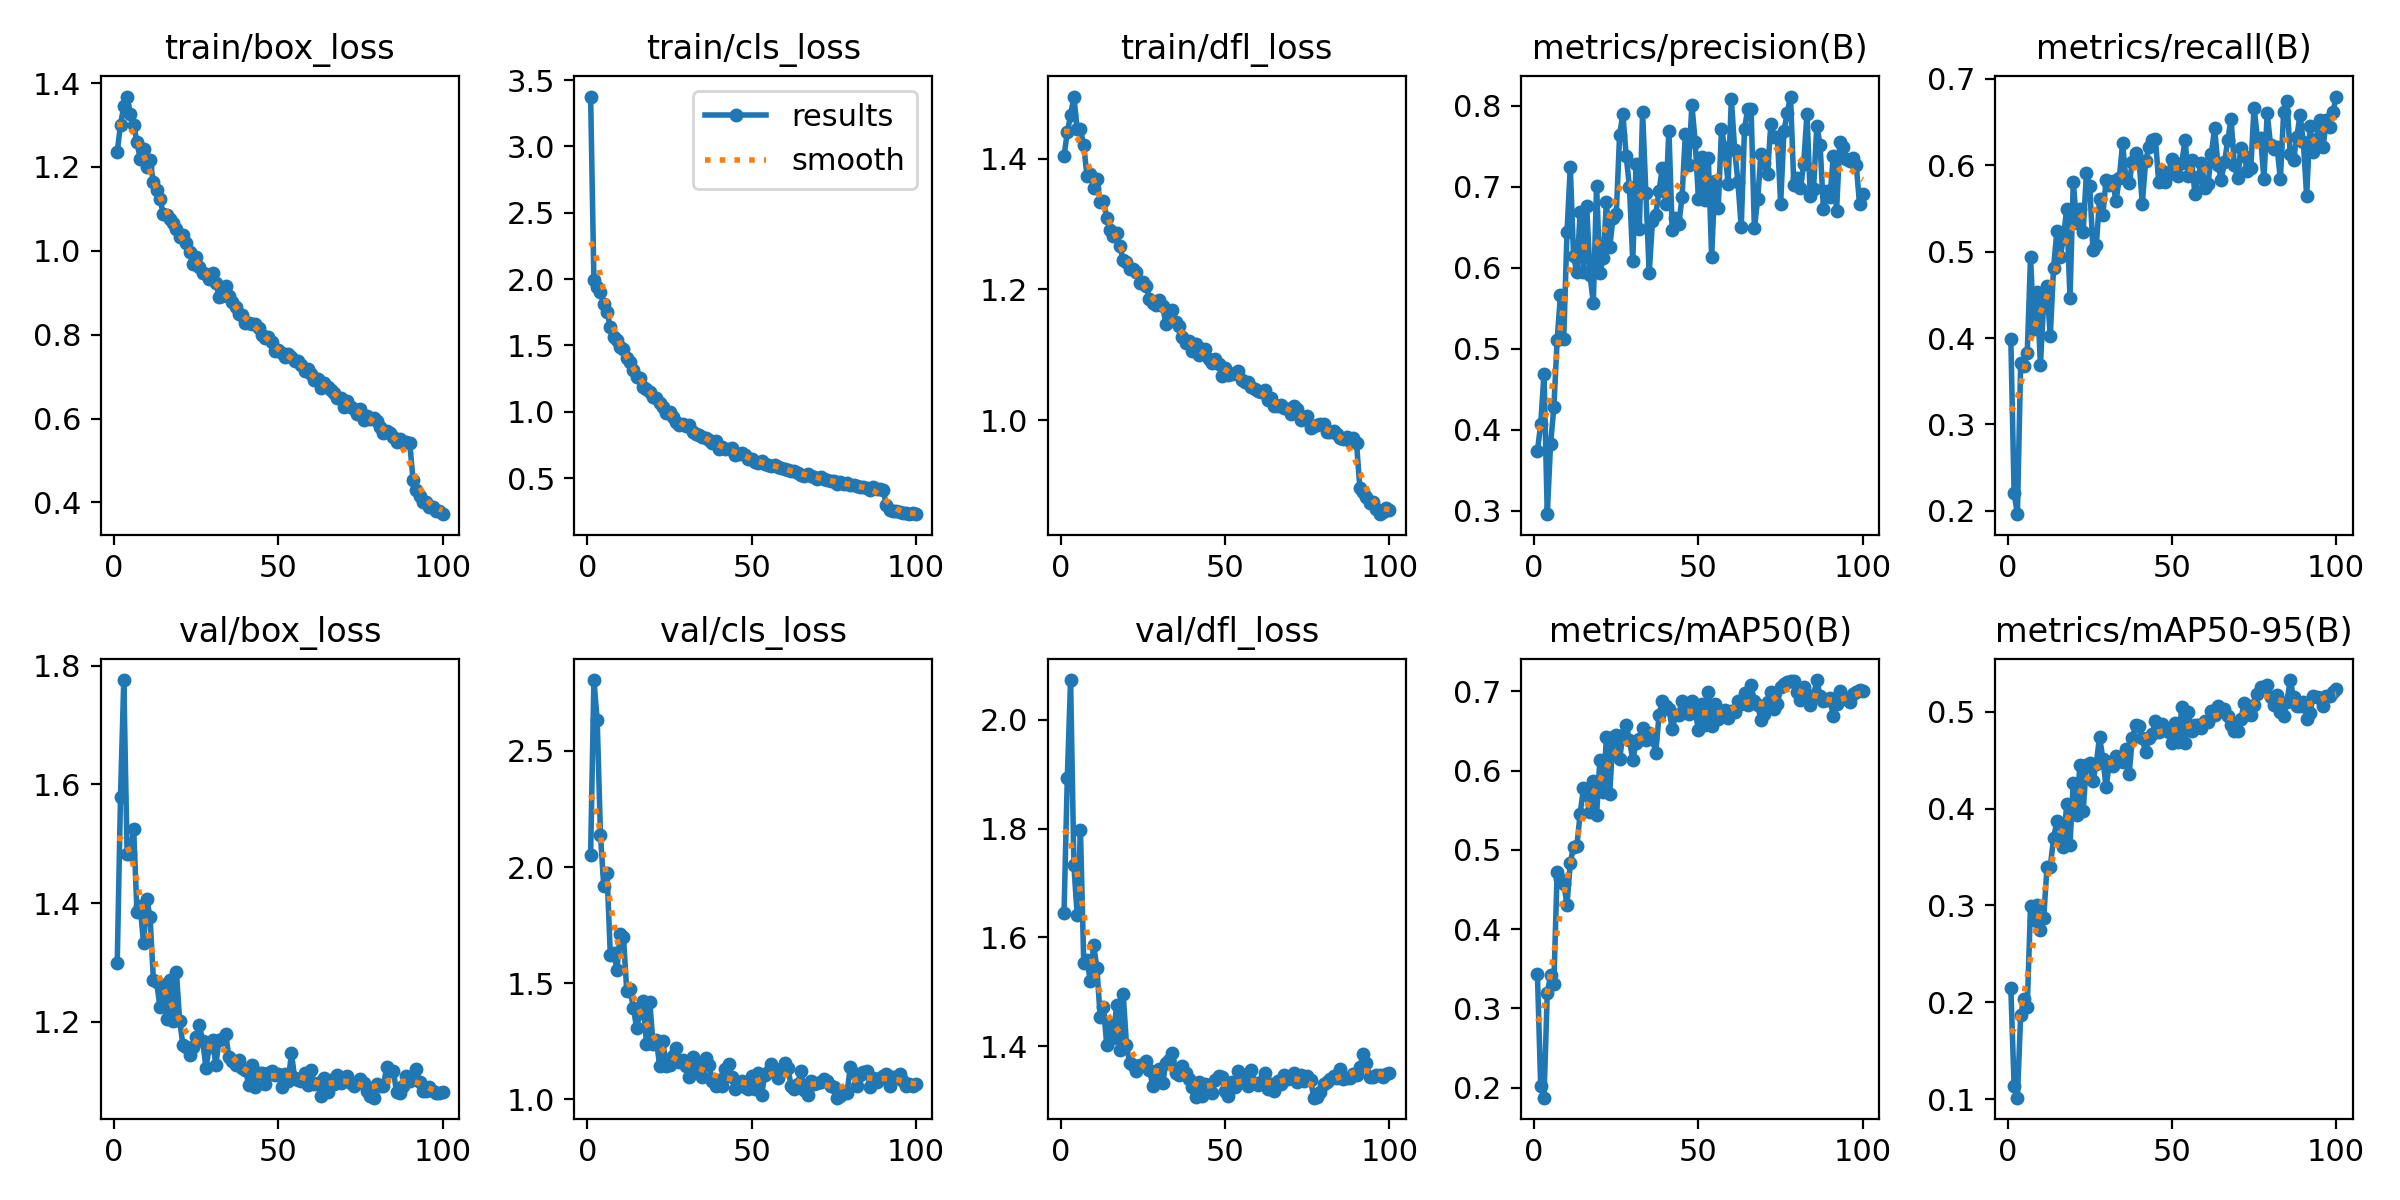 train/box_loss
1.4
1.2
1.0
0.8
0.6
0.4
0 50 100
train/cls_loss
results
smooth
3.5
3.0
2.5
2.0
1.5
1.0
0.5
0 50 100
train/dfl_loss
1.4
1.2
1.0
0 50 100
metrics/precision(B)
0.8
0.7
0.6
0.5
0.4
0.3
0 50 100
metrics/recall(B)
0.7
0.6
0.5
0.4
0.3
0.2
0 50 100
val/box_loss
1.8
1.6
1.4
1.2
0 50 100
val/cls_loss
2.5
2.0
1.5
1.0
0 50 100
val/dfl_loss
2.0
1.8
1.6
1.4
0 50 100
metrics/mAP50(B)
0.7
0.6
0.5
0.4
0.3
0.2
0 50 100
metrics/mAP50-95(B)
0.5
0.4
0.3
0.2
0.1
0 50 100